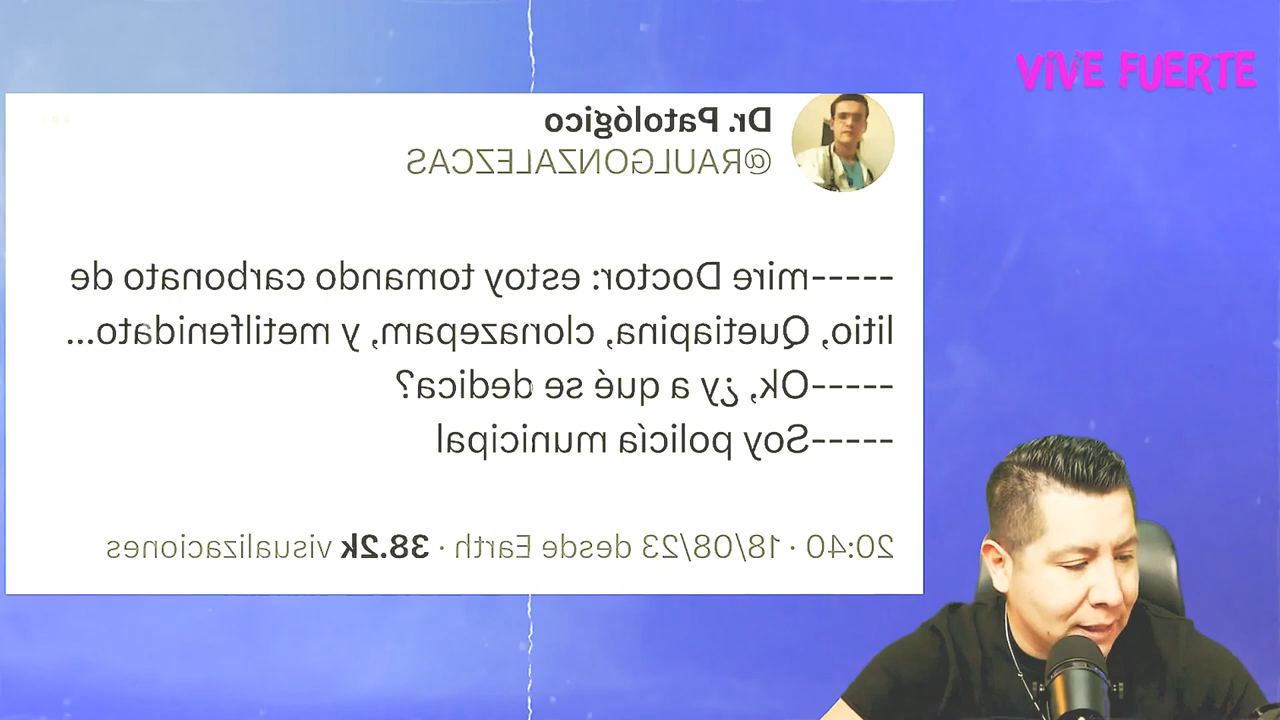 VIVE FUERTE
Dr. Patológico
@RAULGONZALEZCAS
-----mire Doctor: estoy tomando carbonato de
litio, Quetiapina, clonazepam, y metilfenidato...
-----Ok, ¿y a qué se dedica?
-----Soy policía municipal
20:40 · 18/08/23 desde Earth · 38.2k visualizaciones